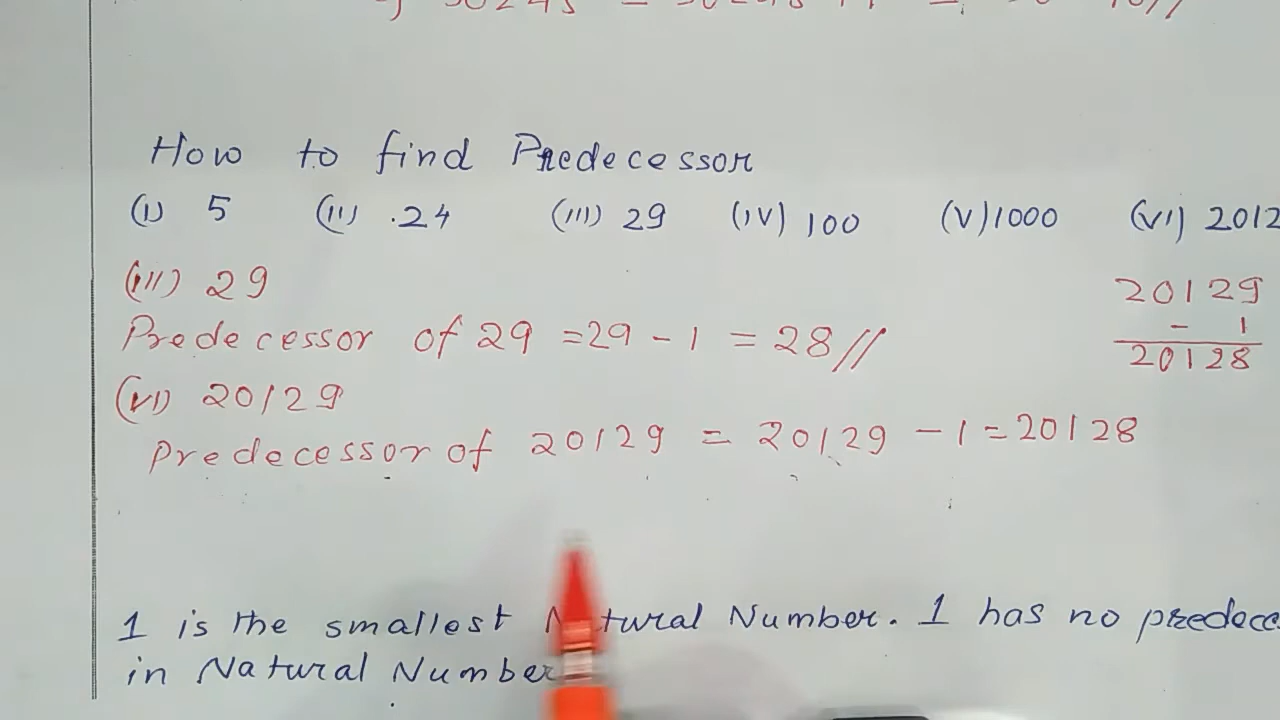 How to find Predecessor
(I) 5 (II) .24 (III) 29 (IV) 100 (V) 1000 (VI) 2012
(III) 29
Predecessor of 29 = 29 - 1 = 28//
20129
- 1
20128
(VI) 20129
Predecessor of 20129 = 20129 - 1 = 20128
1 is the smallest Natural Number. 1 has no predece
in Natural Number